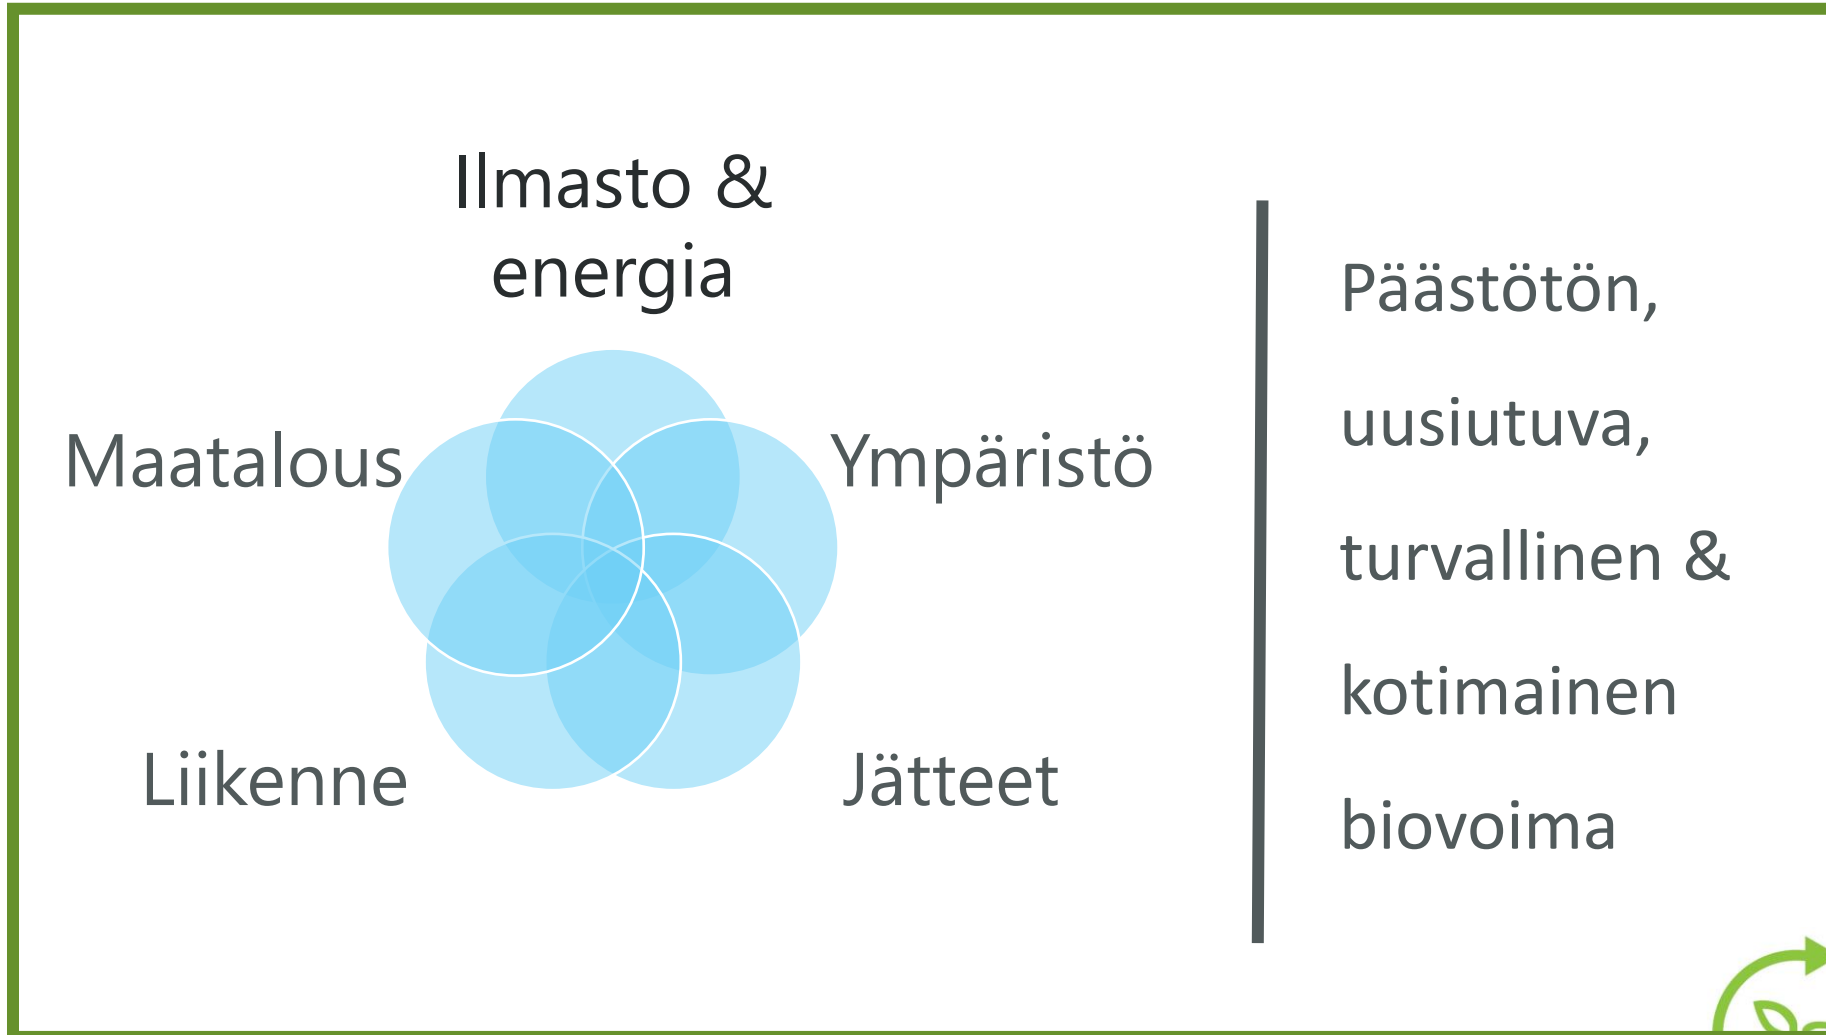 Ilmasto &
energia
Maatalous
Ympäristö
Liikenne
Jätteet
Päästötön,
uusiutuva,
turvallinen &
kotimainen
biovoima